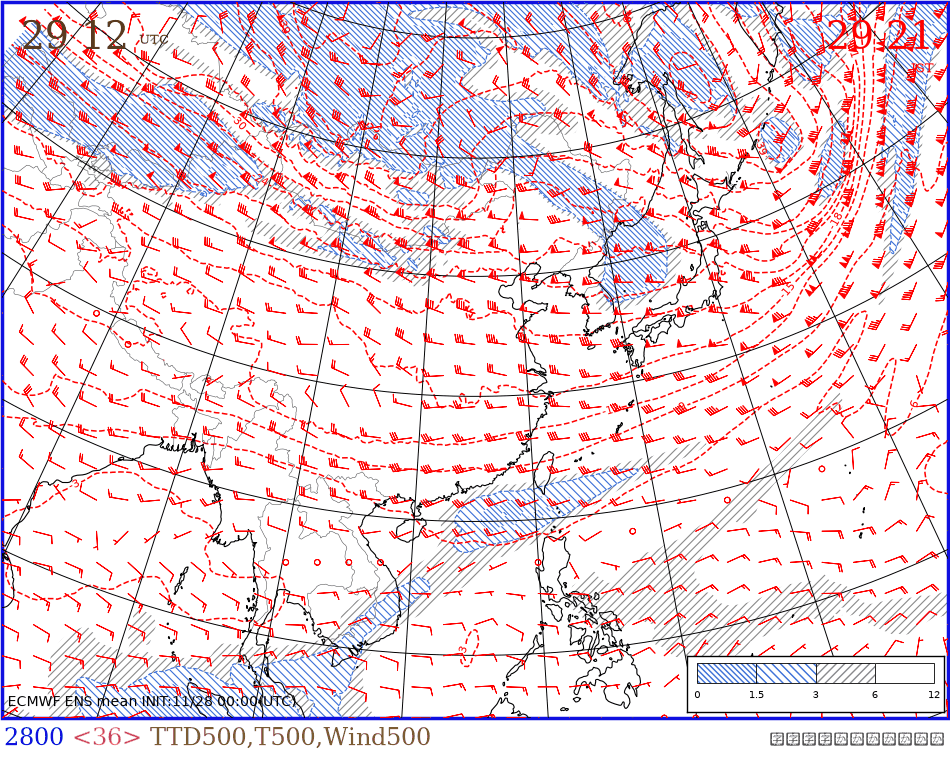 29 12 UTC 29 21 JST
0 1.5 3 6 12
ECMWF ENS mean INIT:11/28 00:00(UTC)
2800 <36> TTD500,T500,Wind500